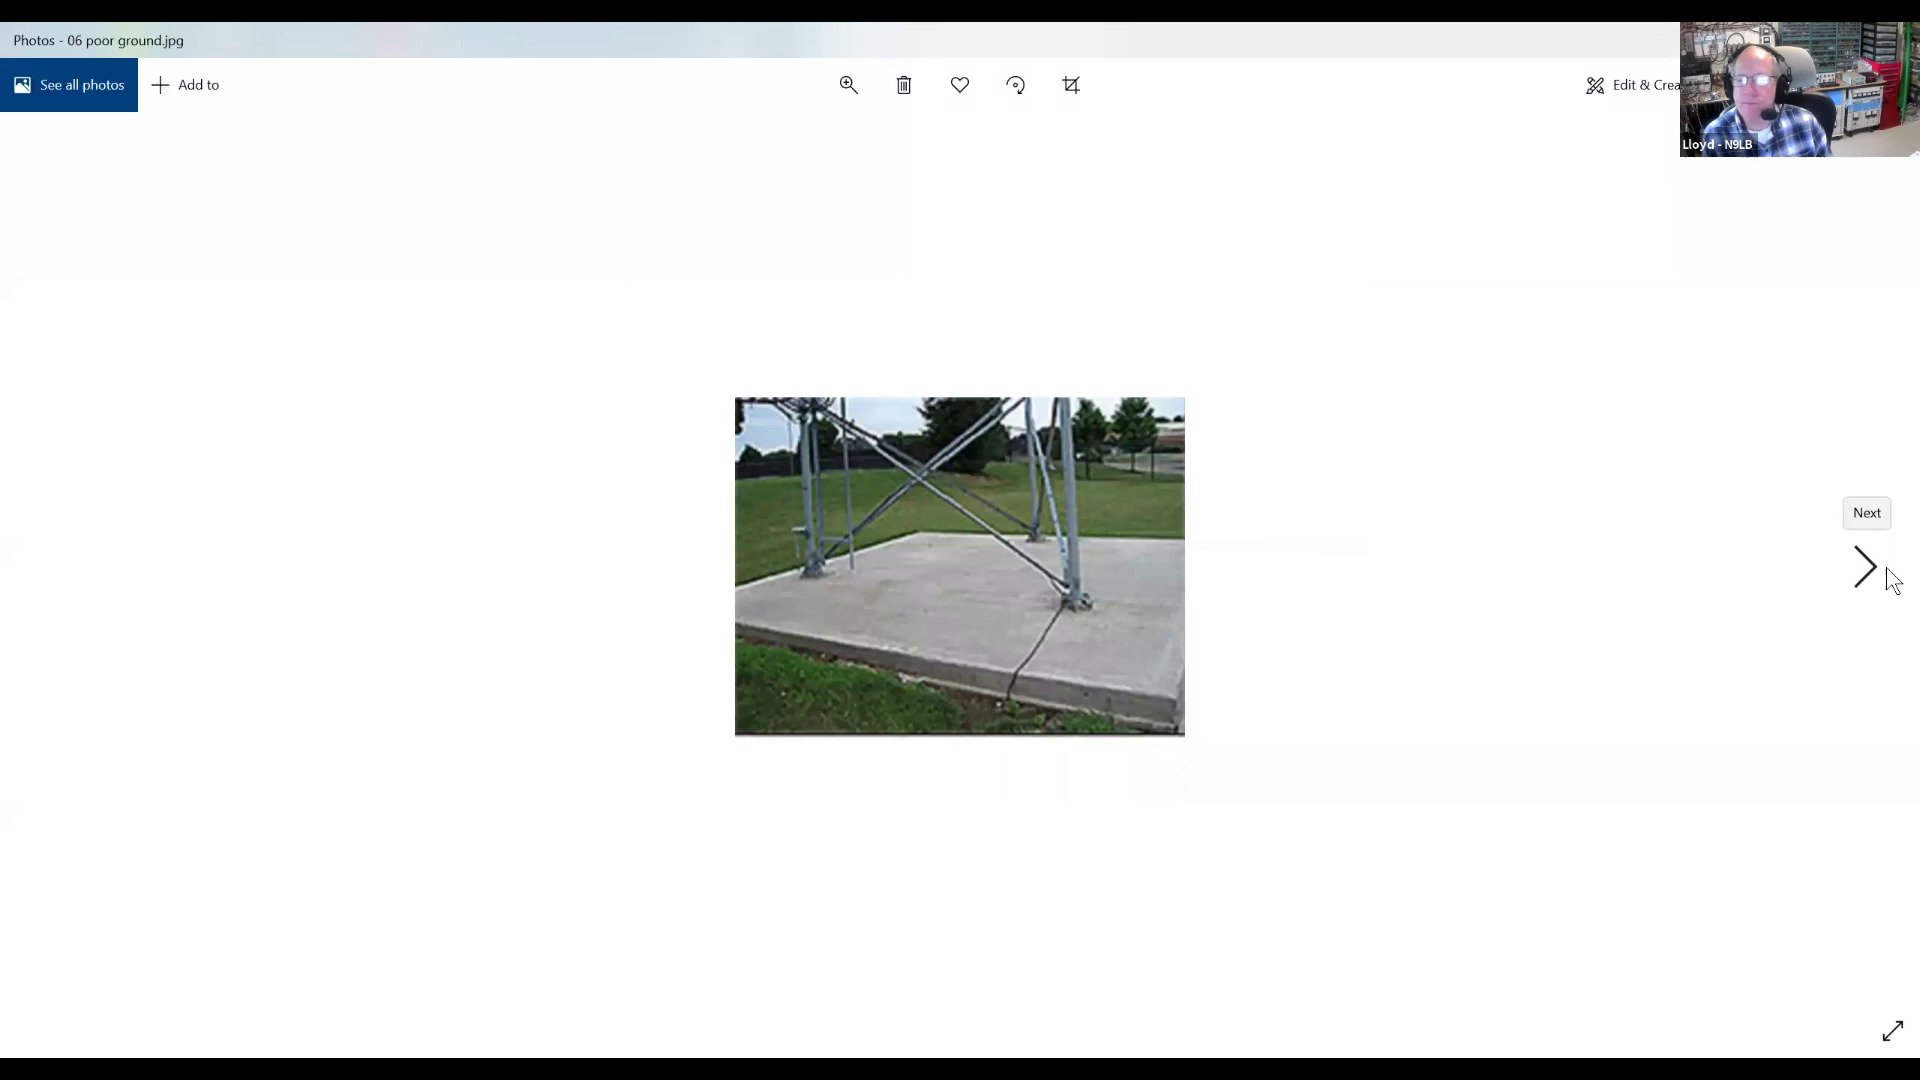 Photos - 06 poor ground.jpg
See all photos
Add to
Edit & Crea
Lloyd - N9LB
Next